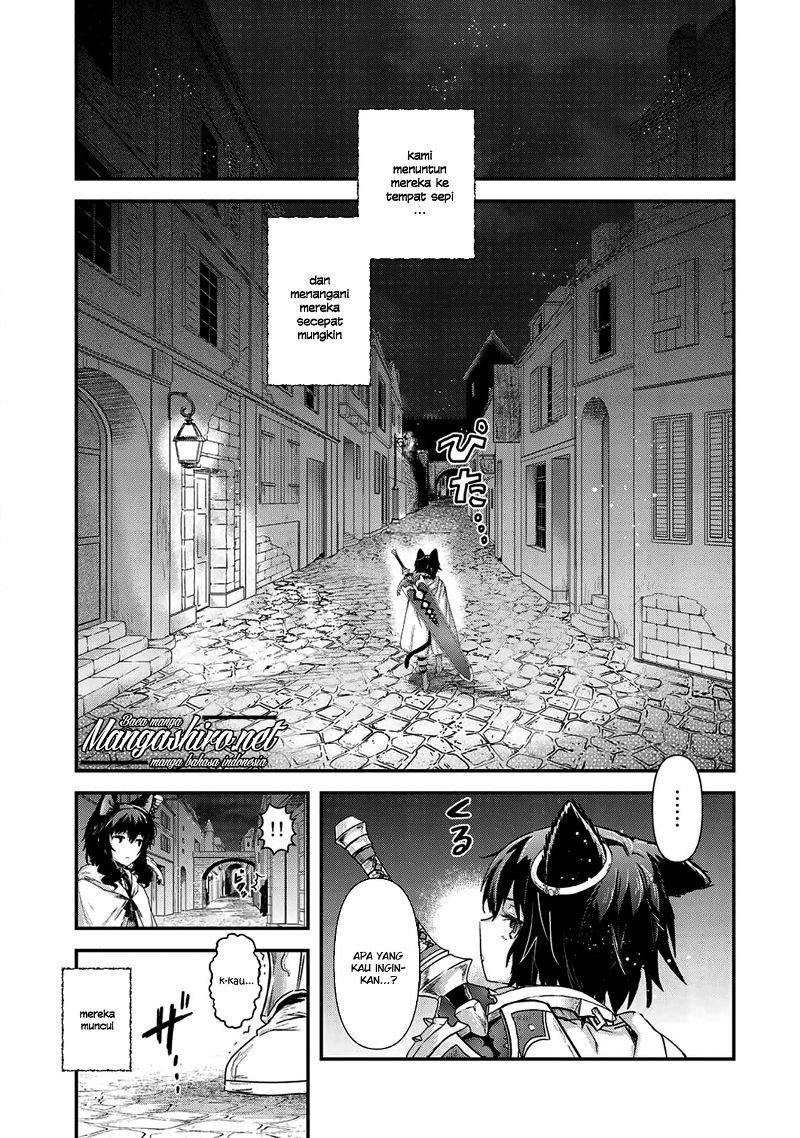 kami
menuntun
mereka ke
tempat sepi
...
dan
menangani
mereka
secepat
mungkin
ぴた...
Baca manga
Mangashiro.net
manga bahasa indonesia
......
くる
APA YANG
KAU INGIN-
KAN...?
!!
k-kau...
mereka
muncul